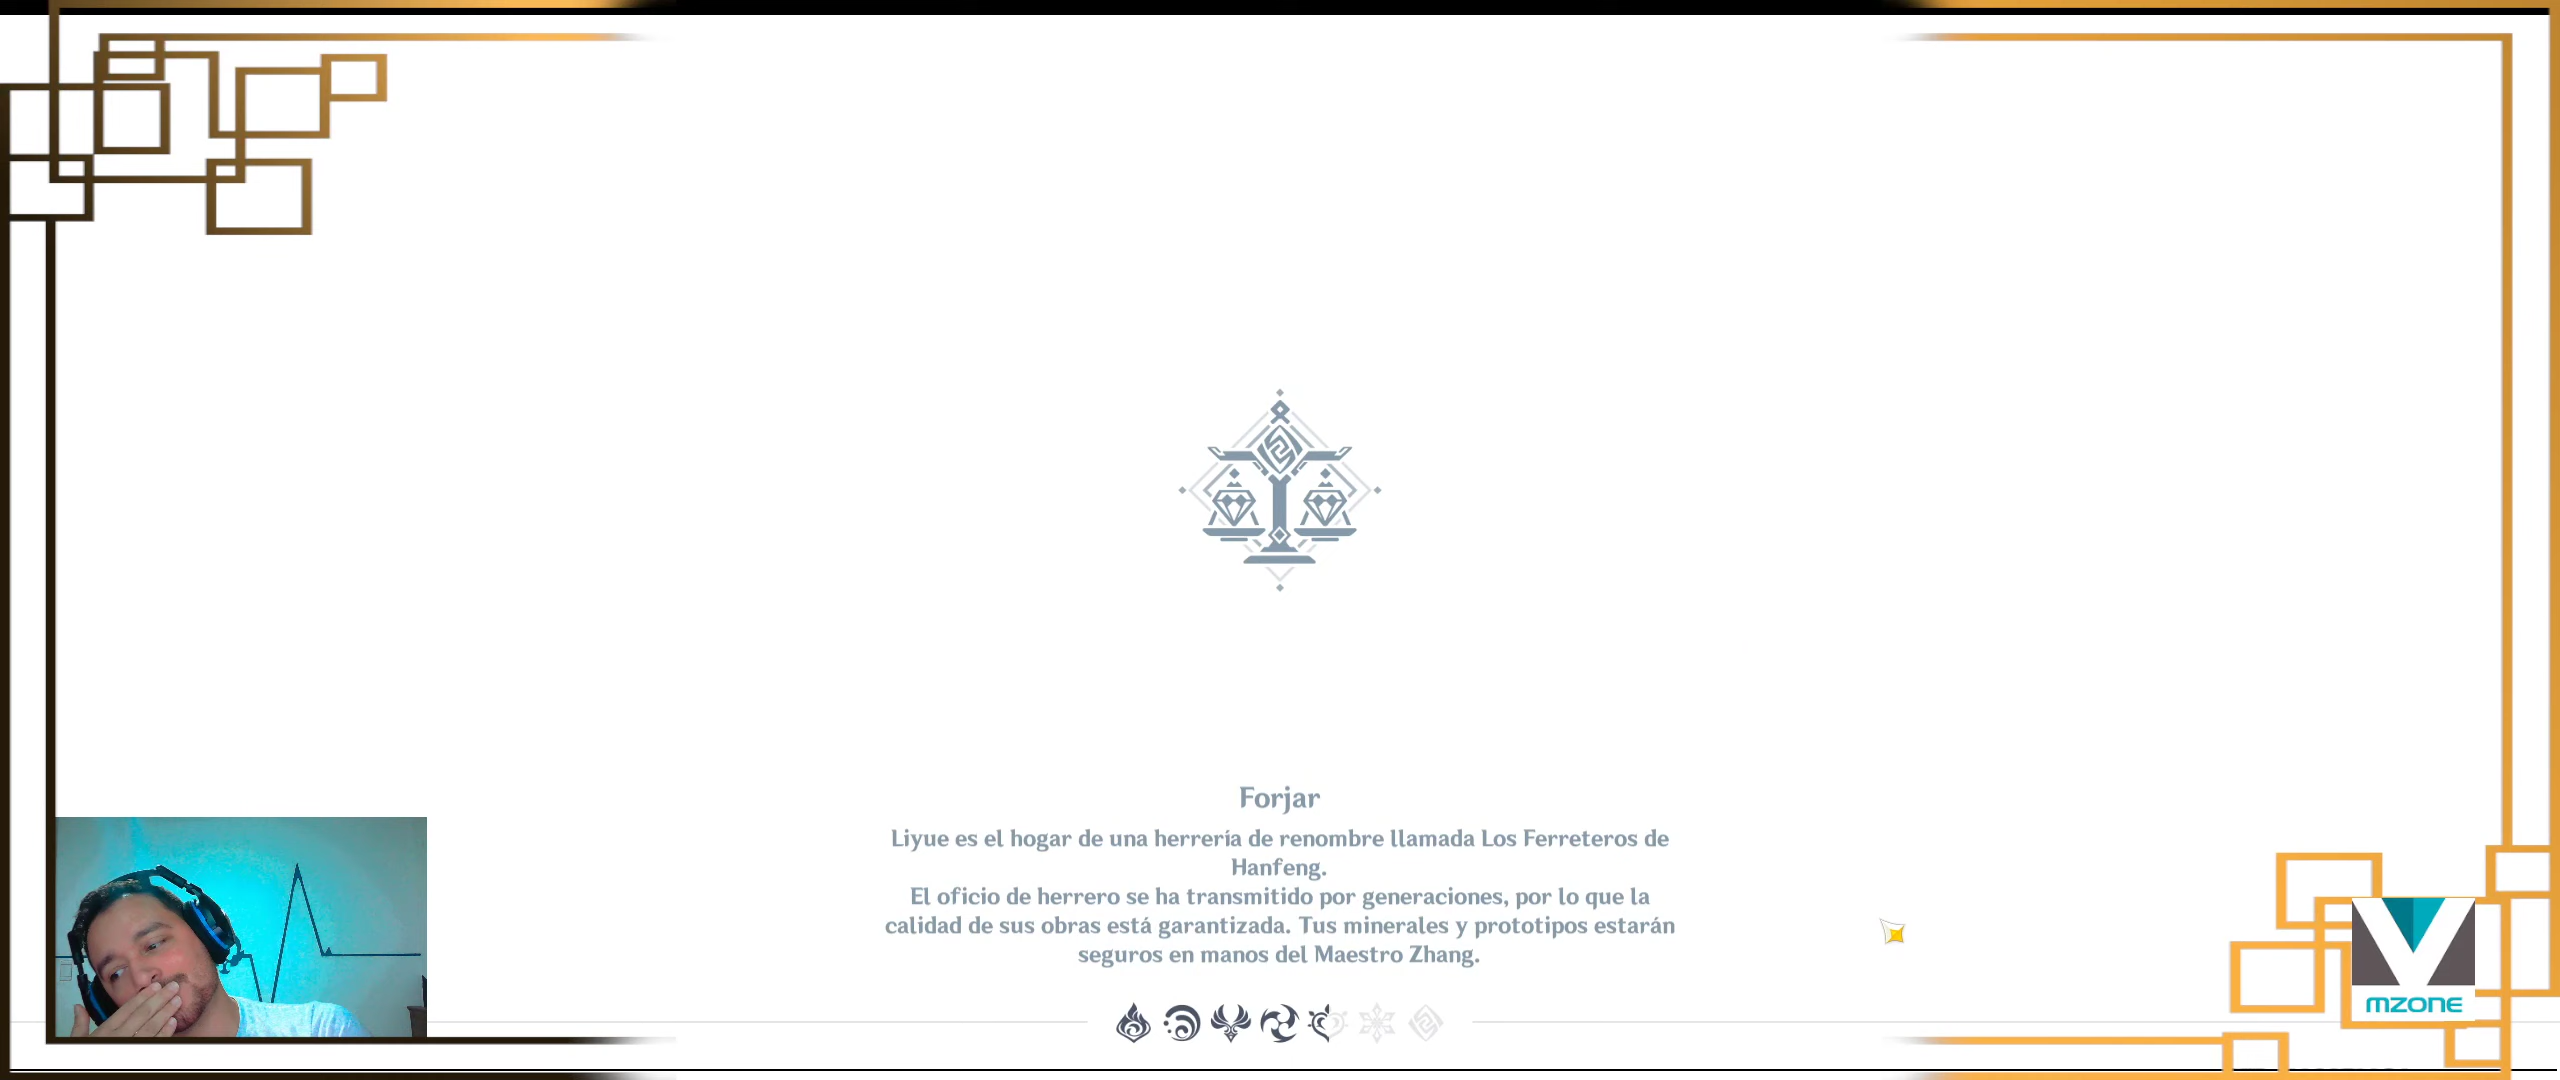 Forjar
Liyue es el hogar de una herrería de renombre llamada Los Ferreteros de
Hanfeng.
El oficio de herrero se ha transmitido por generaciones, por lo que la
calidad de sus obras está garantizada. Tus minerales y prototipos estarán
seguros en manos del Maestro Zhang.
MZONE